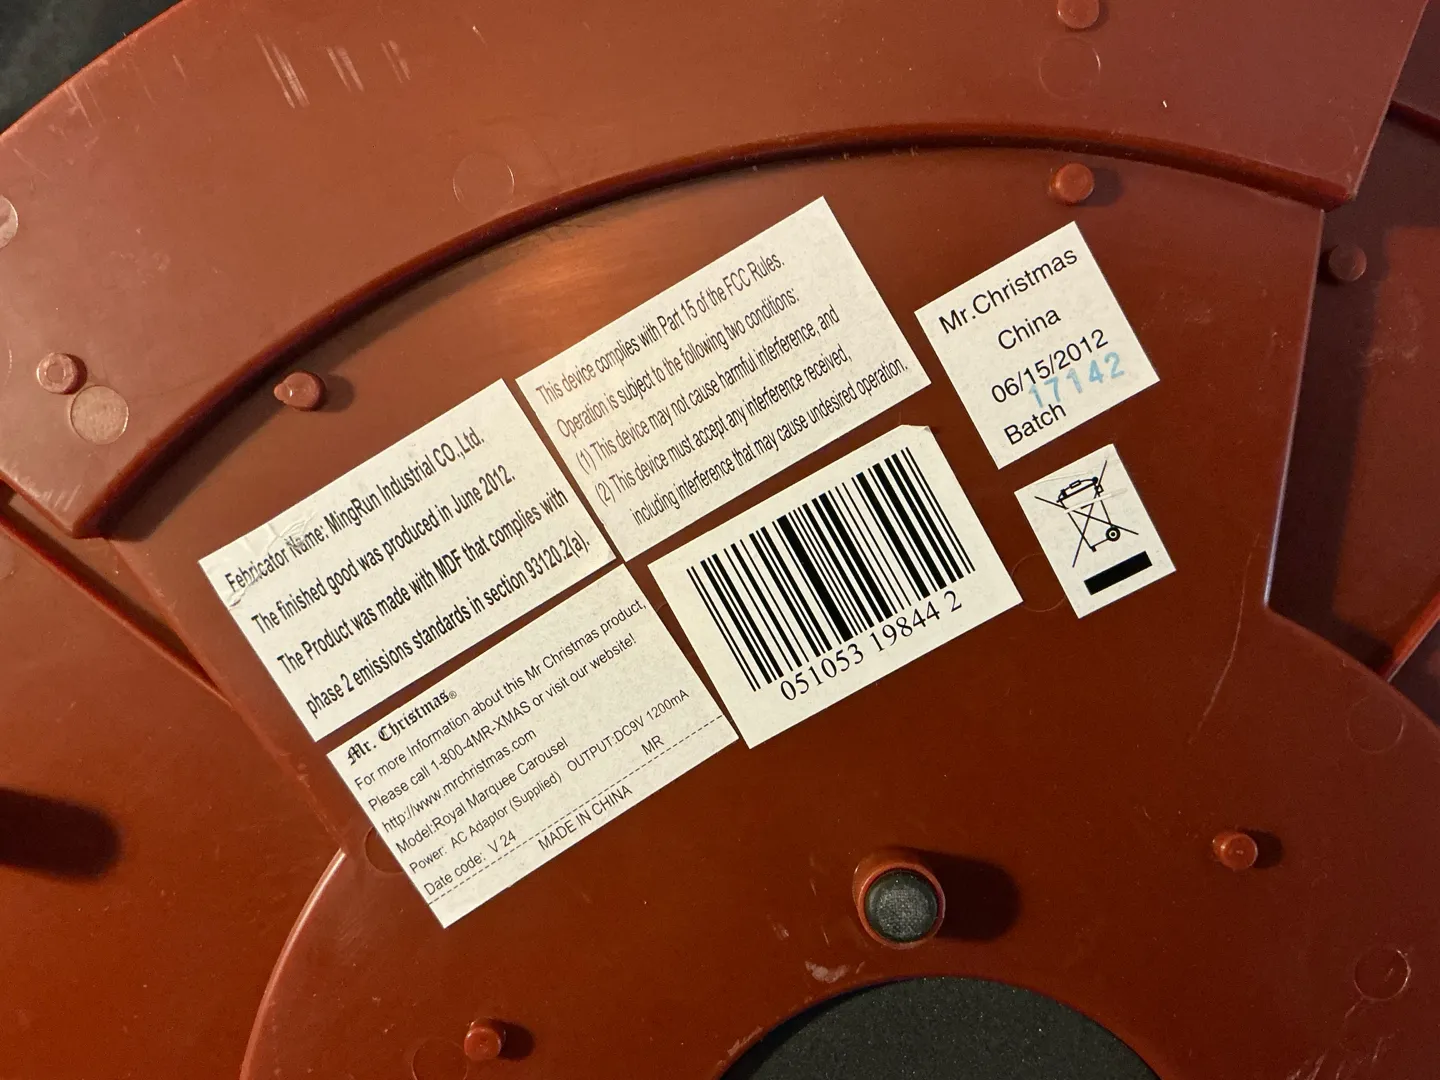 Febricator Name: MingRun Industrial CO.,Ltd.
The finished good was produced in June 2012.
The Product was made with MDF that complies with
phase 2 emissions standards in section 93120.2(a).
This device complies with Part 15 of the FCC Rules.
Operation is subject to the following two conditions:
(1) This device may not cause harmful interference, and
(2) This device must accept any interference received,
including interference that may cause undesired operation.
Mr.Christmas
China
06/15/2012
17142
Batch
Mr. Christmas®
For more Information about this Mr Christmas product,
Please call 1-800-4MR-XMAS or visit our website!
http://www.mrchristmas.com
Model:Royal Marquee Carousel
Power: AC Adaptor (Supplied) OUTPUT:DC9V 1200mA
Date code: V 24 MR
MADE IN CHINA
051053 19844 2